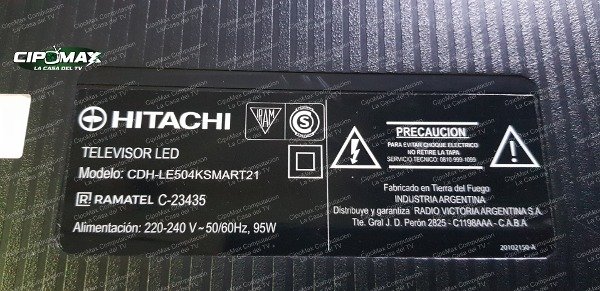 CIPOMAX
LA CASA DEL TV
HITACHI
IRAM
S
TELEVISOR LED
Modelo: CDH-LE504KSMART21
R RAMATEL C-23435
Alimentación: 220-240 V ~ 50/60Hz, 95W
PRECAUCION
PARA EVITAR CHOQUE ELECTRICO
NO RETIRE LA TAPA
SERVICIO TECNICO: 0810-999-1099
Fabricado en Tierra del Fuego
INDUSTRIA ARGENTINA
Distribuye y garantiza RADIO VICTORIA ARGENTINA S.A.
Tte. Gral J. D. Perón 2825 - C1198AAA - C.A.B.A.
20102150-A